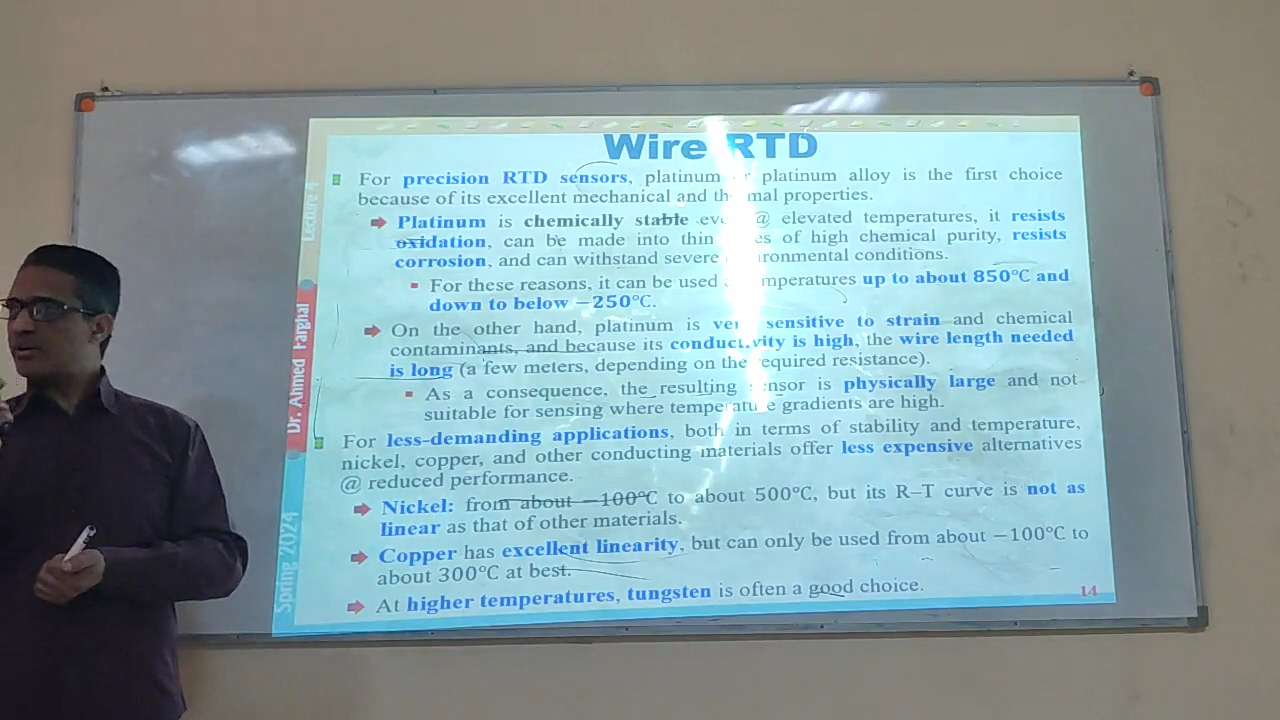 Wire RTD
For precision RTD sensors, platinum platinum alloy is the first choice
because of its excellent mechanical and thermal properties.
Platinum is chemically stable @ elevated temperatures, it resists
oxidation, can be made into thin of high chemical purity, resists
corrosion, and can withstand severe conditions.
For these reasons, it can be used up to about 850°C and
down to below −250°C.
On the other hand, platinum is very sensitive to strain and chemical
contaminants, and because its conductivity is high, the wire length needed
is long (a few meters, depending on the required resistance).
As a consequence, the resulting sensor is physically large and not
suitable for sensing where temperature gradients are high.
For less-demanding applications, both in terms of stability and temperature,
nickel, copper, and other conducting materials offer less expensive alternatives
@ reduced performance.
Nickel: from about −100°C to about 500°C, but its R–T curve is not as
linear as that of other materials.
Copper has excellent linearity, but can only be used from about −100°C to
about 300°C at best.
At higher temperatures, tungsten is often a good choice.
14
Lecture 4
Dr. Ahmed Farghal
Spring 2024